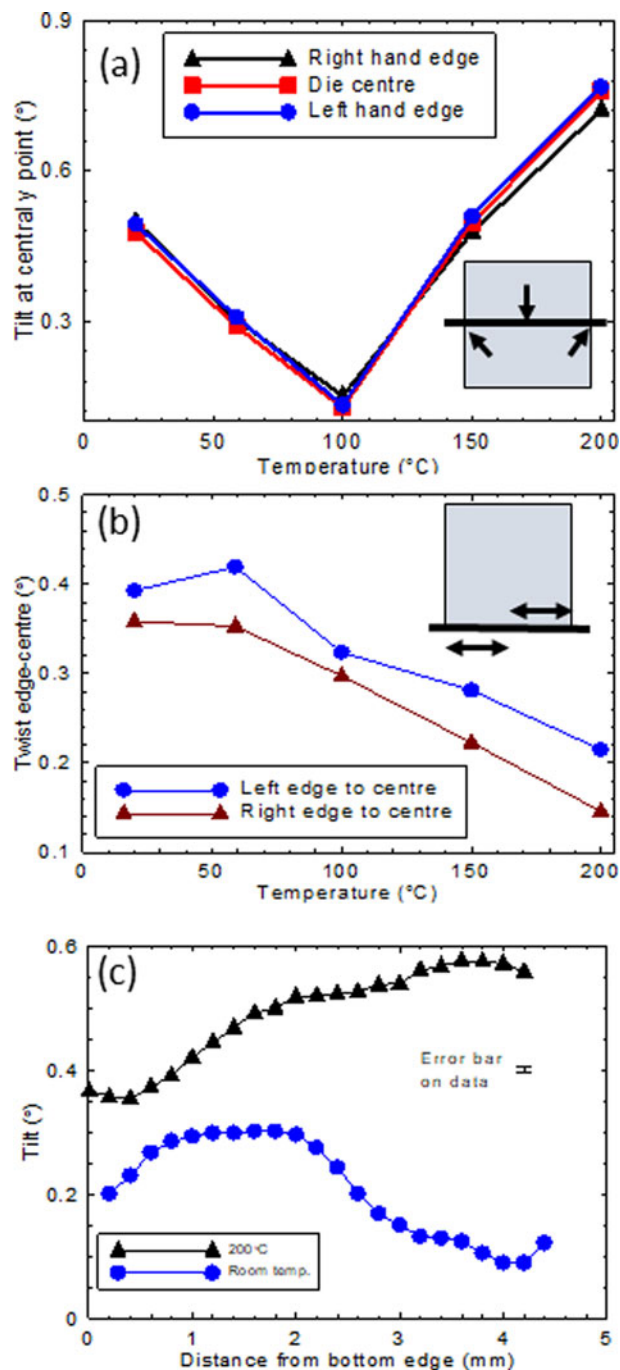 0.9
(a)
Right hand edge
Die centre
Left hand edge
Tilt at central y point (°)
0.6
0.3
0 50 100 150 200
Temperature (°C)
0.5
(b)
Twist edge-centre (°)
0.4
0.3
0.2
Left edge to centre
Right edge to centre
0.1
0 50 100 150 200
Temperature (°C)
0.6
(c)
Tilt (°)
0.4
Error bar
on data
0.2
200°C
Room temp.
0
0 1 2 3 4 5
Distance from bottom edge (mm)